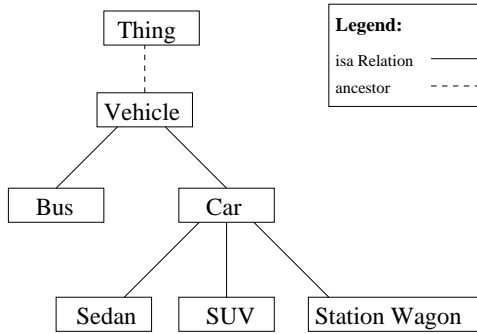 Thing
Legend:
isa Relation
ancestor
Vehicle
Bus
Car
Sedan
SUV
Station Wagon